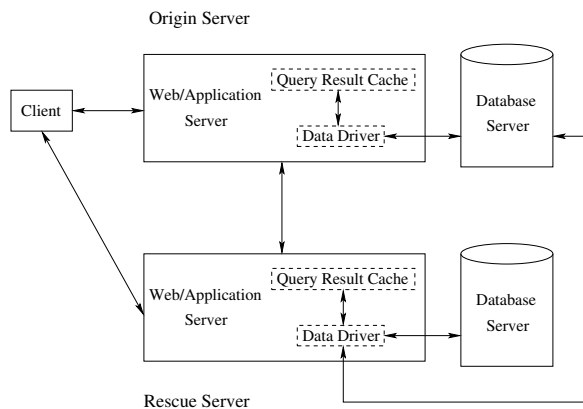 Origin Server
Client
Web/Application
Server
Query Result Cache
Data Driver
Database
Server
Web/Application
Server
Query Result Cache
Data Driver
Database
Server
Rescue Server